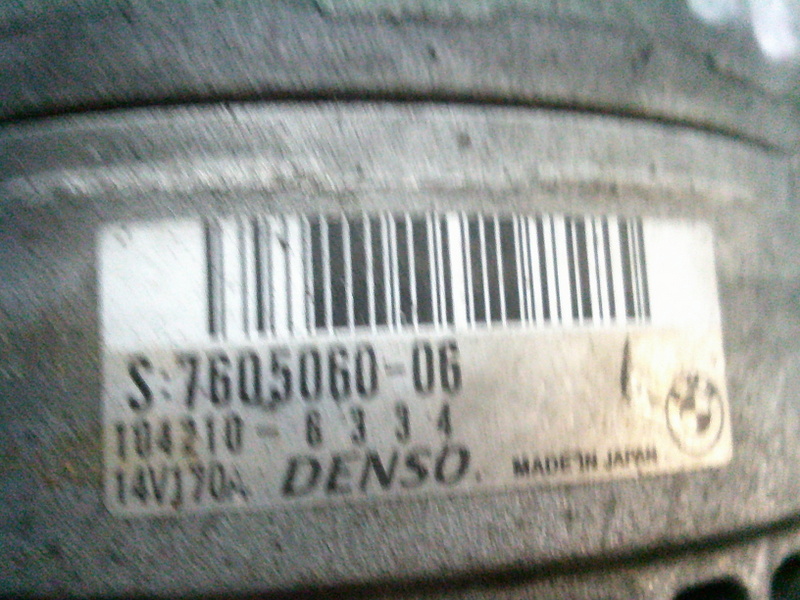 S:7605060-06
104210-6334
14V170A DENSO.
MADE IN JAPAN